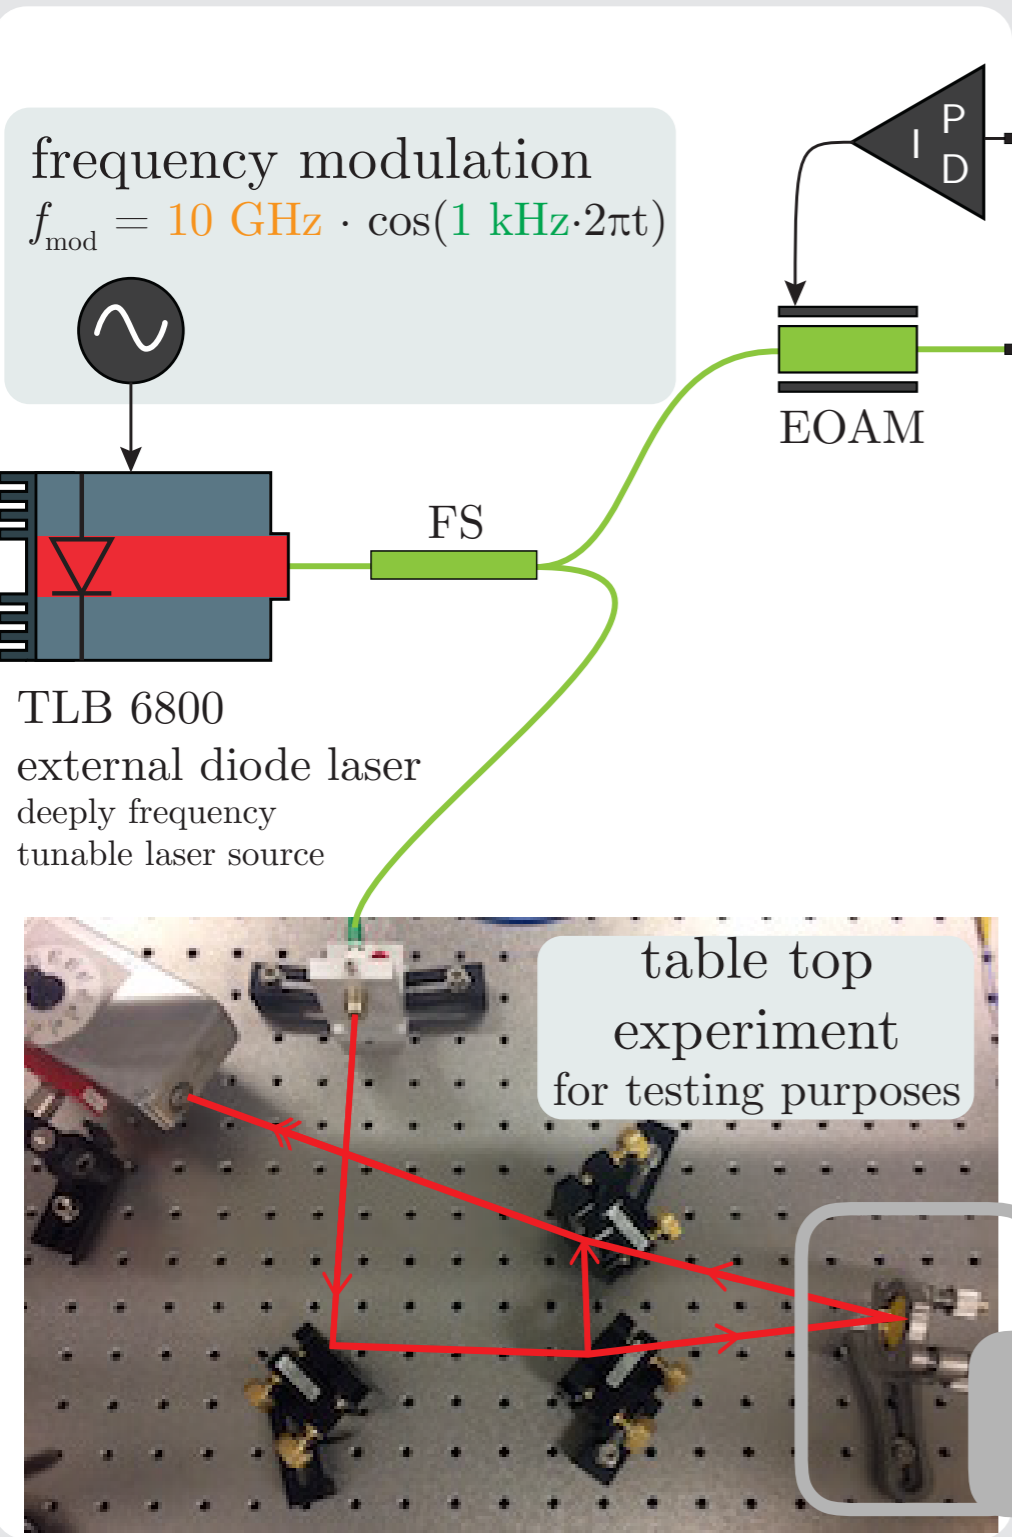 frequency modulation
fmod = 10 GHz · cos(1 kHz·2πt)
P
I
D
EOAM
FS
TLB 6800
external diode laser
deeply frequency
tunable laser source
table top
experiment
for testing purposes